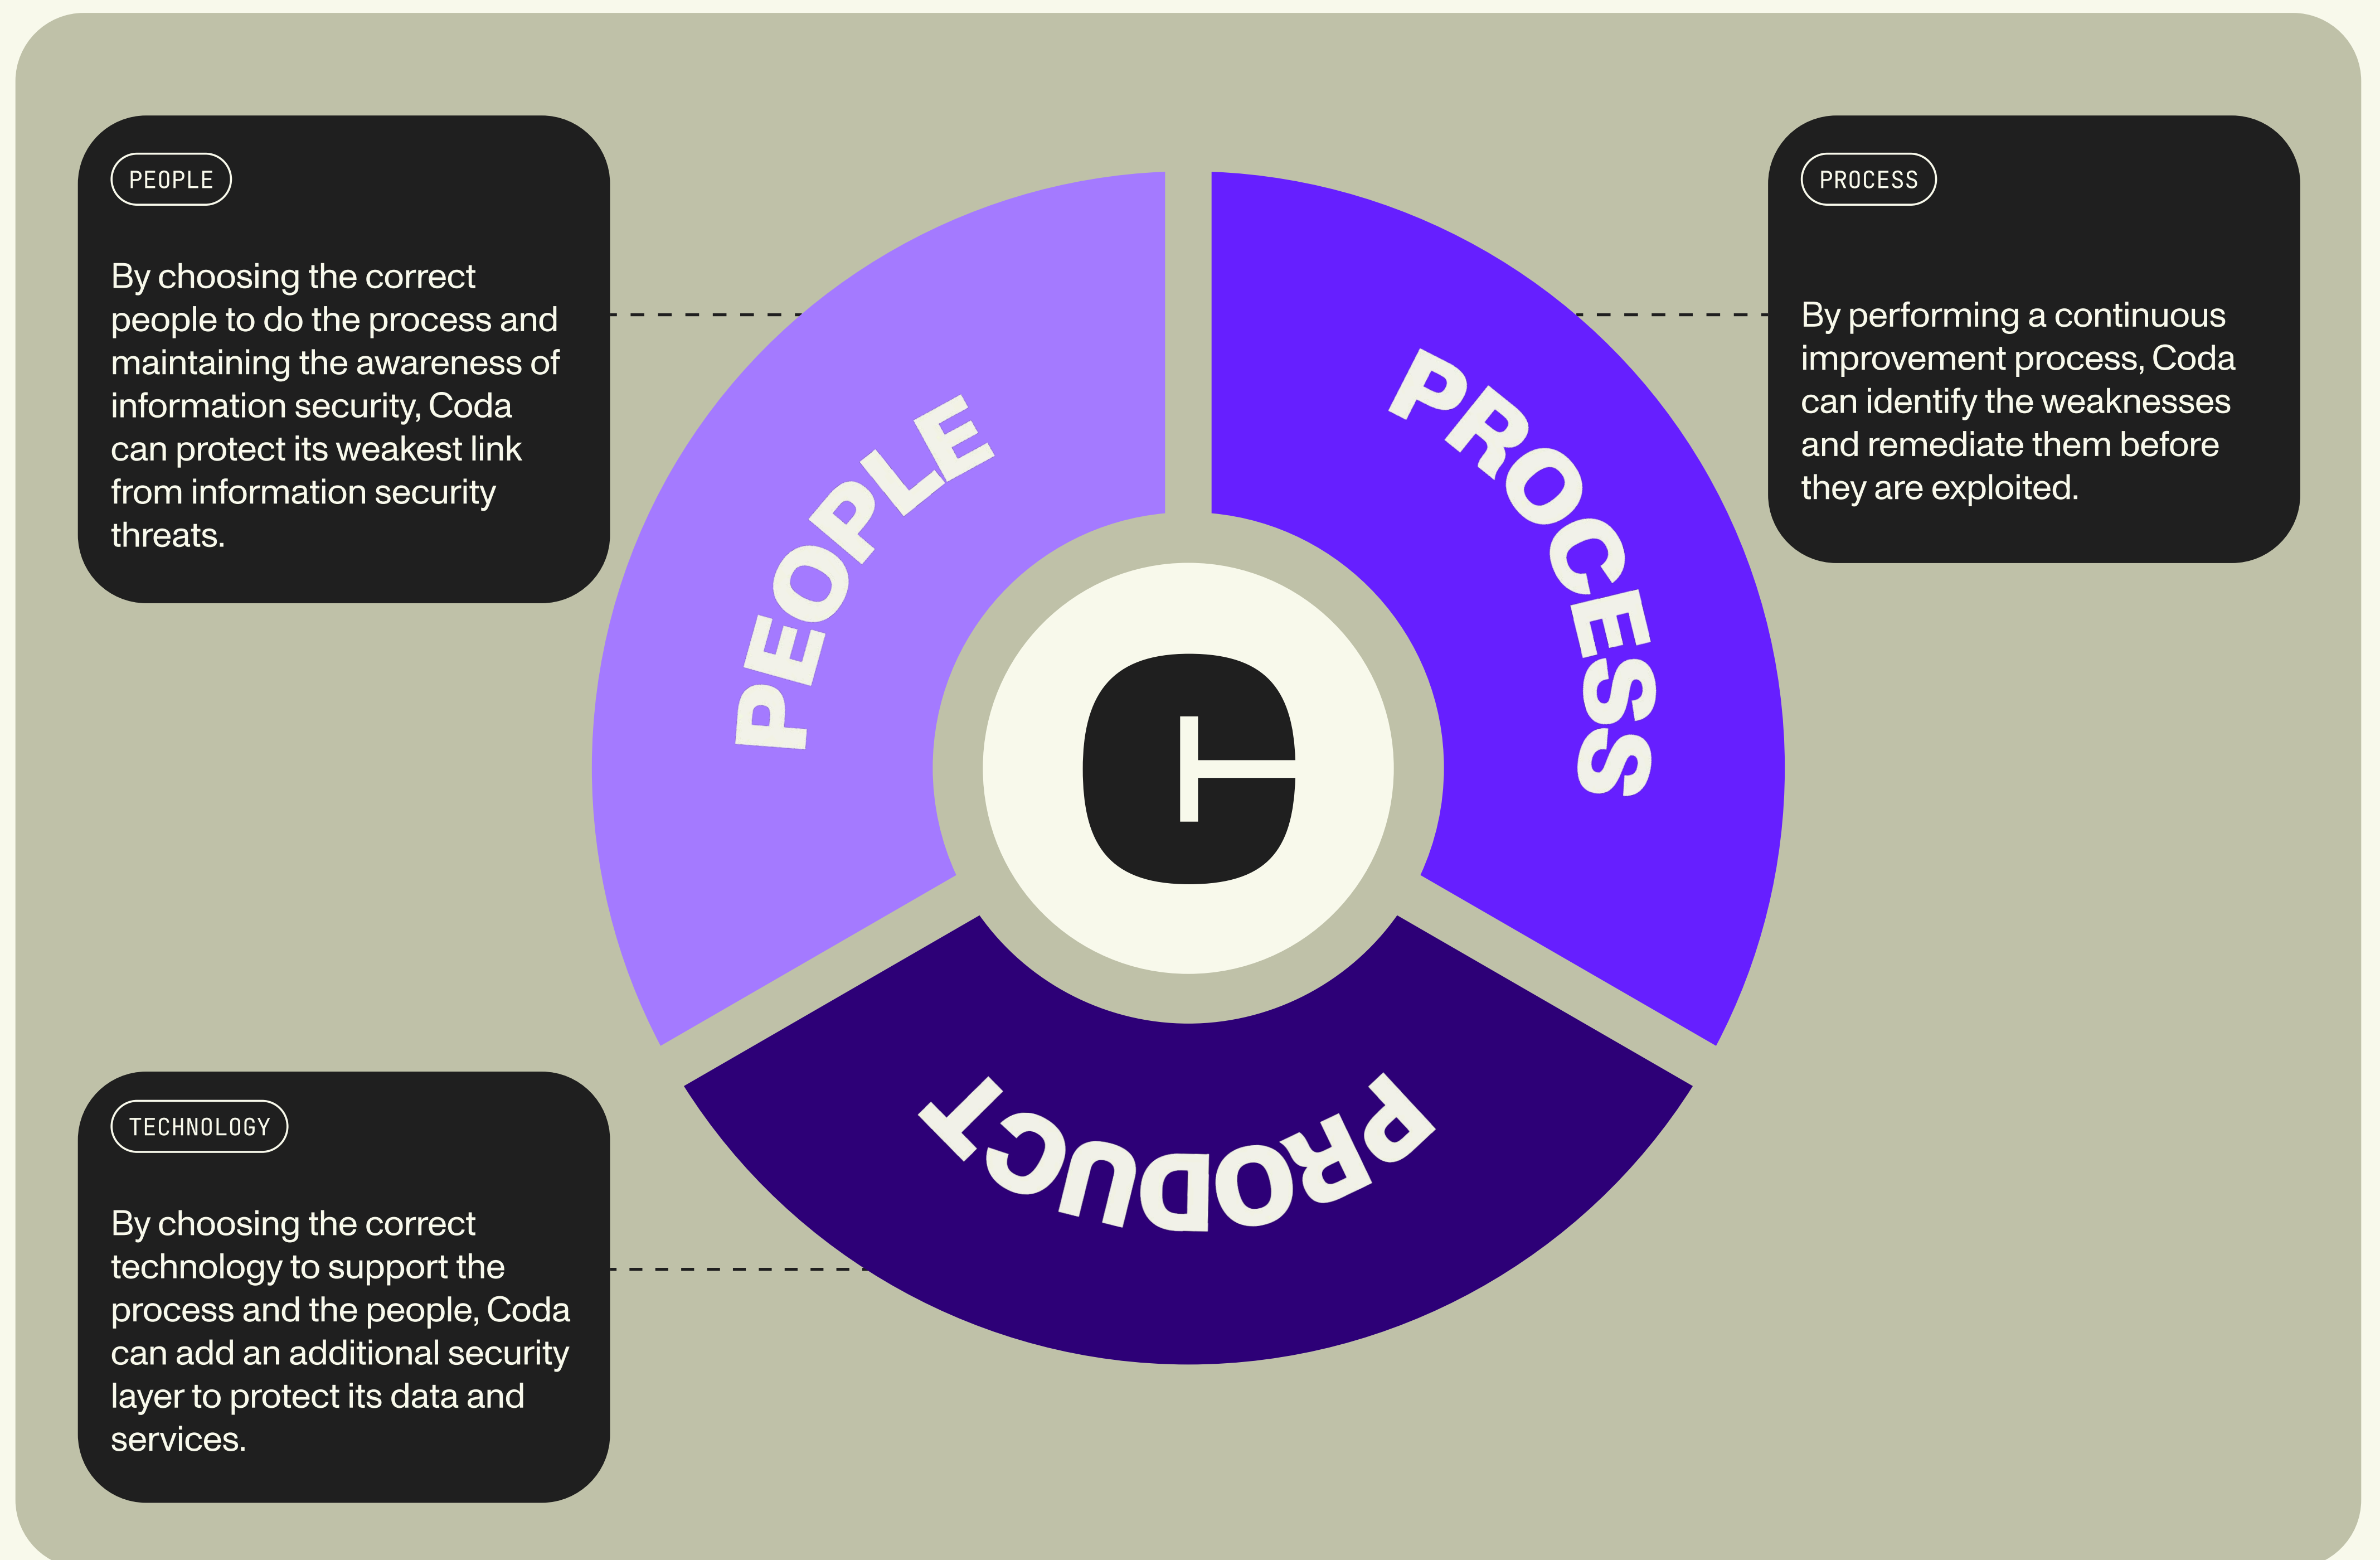 PEOPLE
By choosing the correct
people to do the process and
maintaining the awareness of
information security, Coda
can protect its weakest link
from information security
threats.
PROCESS
By performing a continuous
improvement process, Coda
can identify the weaknesses
and remediate them before
they are exploited.
PEOPLE
PROCESS
PRODUCT
TECHNOLOGY
By choosing the correct
technology to support the
process and the people, Coda
can add an additional security
layer to protect its data and
services.